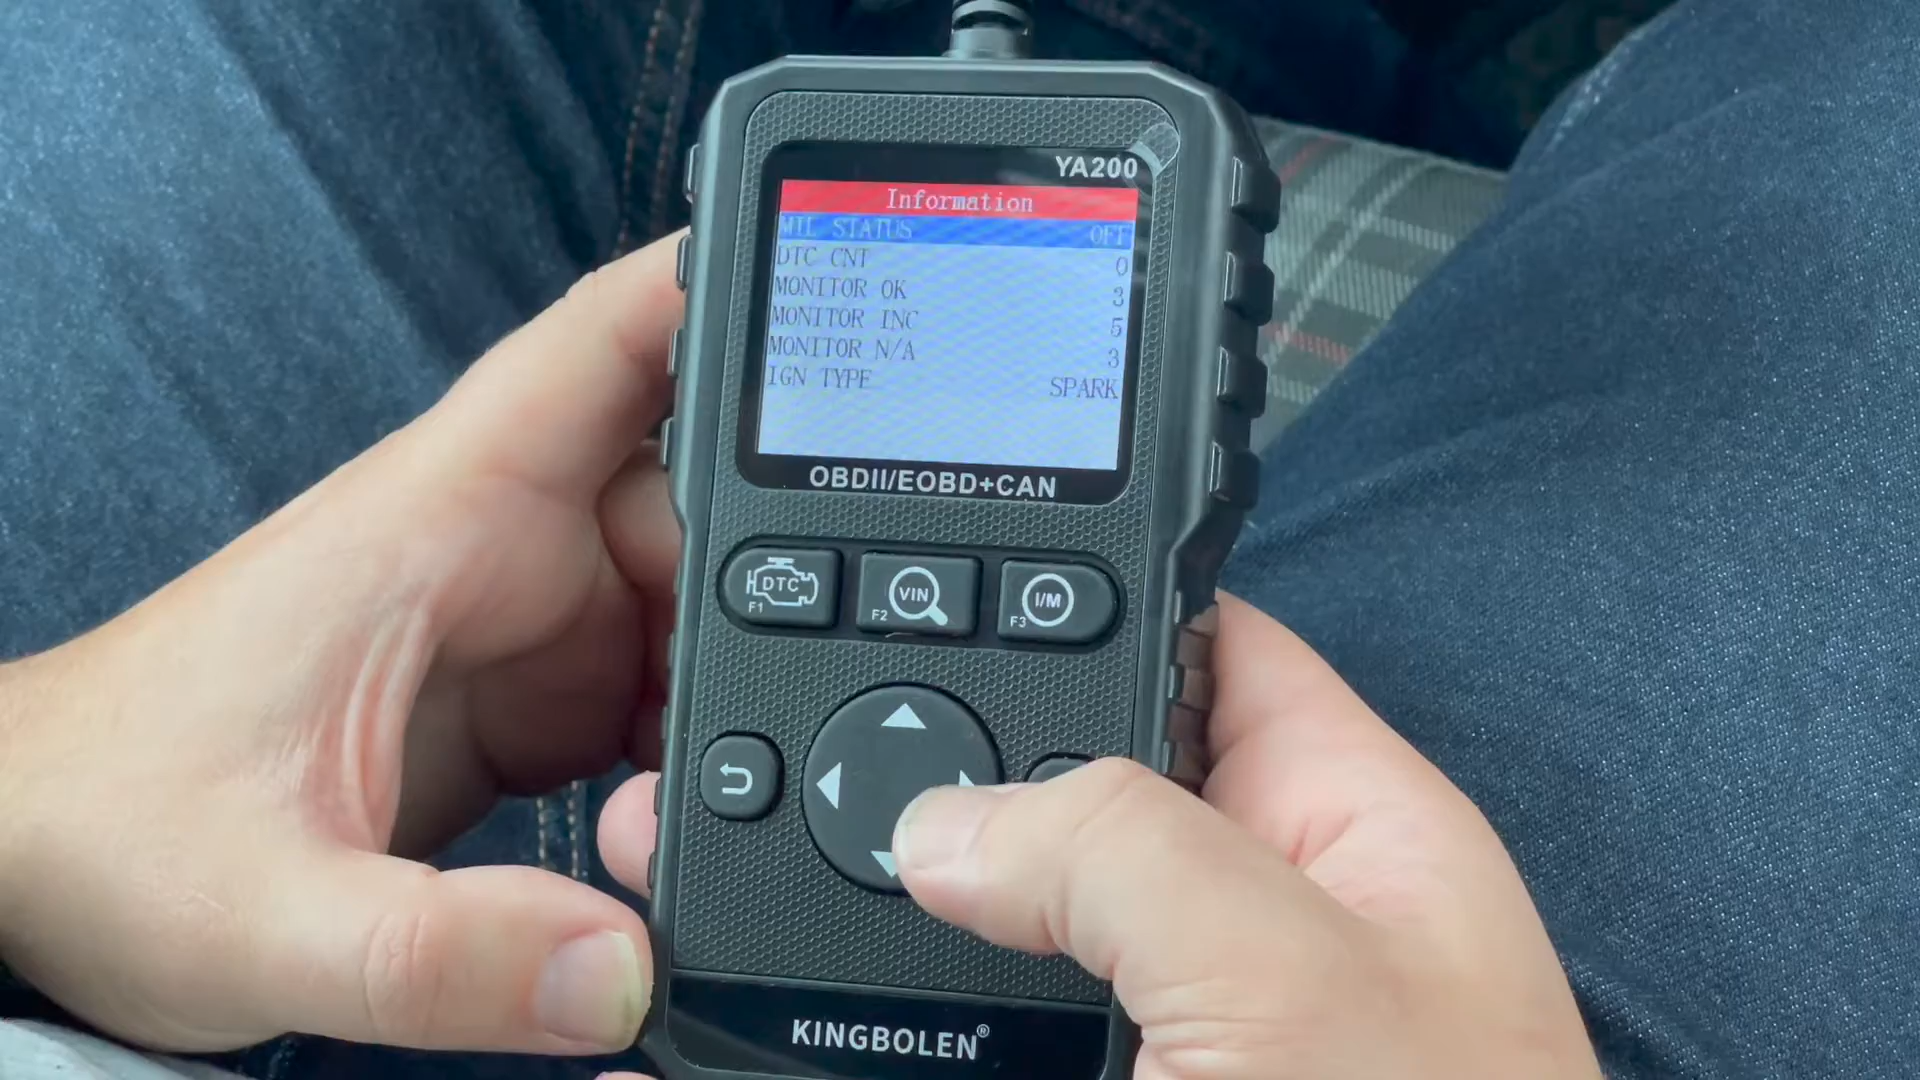 YA200
Information
MIL STATUS OFF
DTC CNT 0
MONITOR OK 3
MONITOR INC 5
MONITOR N/A 3
IGN TYPE SPARK
OBDII/EOBD+CAN
DTC
F1
VIN
F2
I/M
F3
KINGBOLEN®